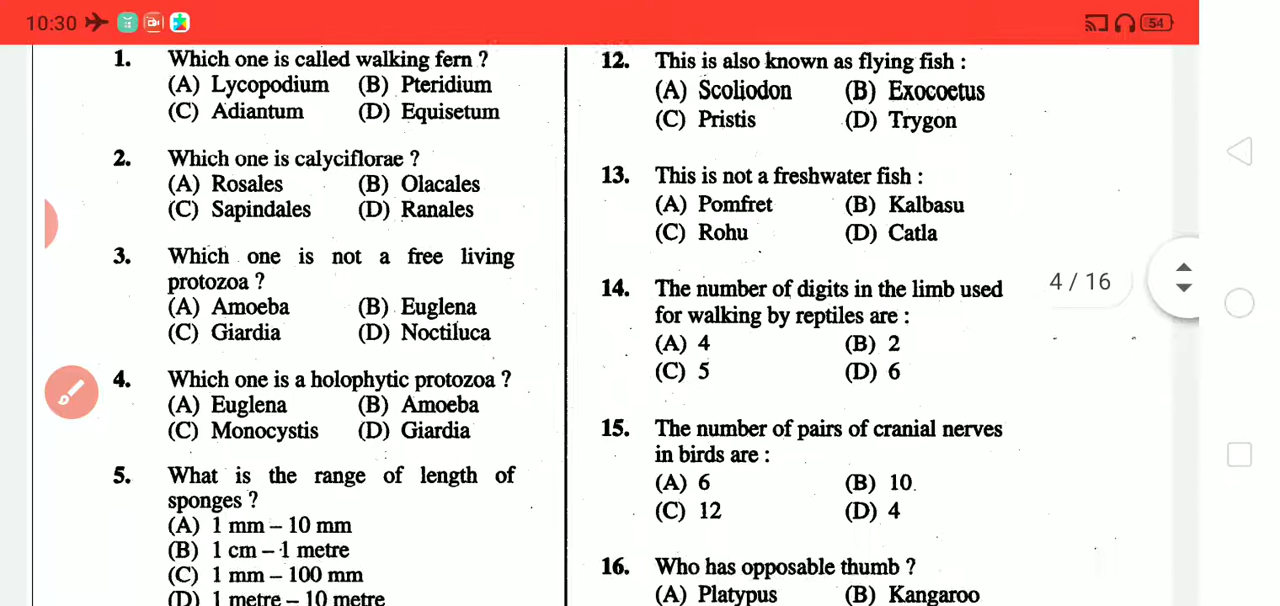 10:30
54
1. Which one is called walking fern ?
(A) Lycopodium (B) Pteridium
(C) Adiantum (D) Equisetum
2. Which one is calyciflorae ?
(A) Rosales (B) Olacales
(C) Sapindales (D) Ranales
3. Which one is not a free living
protozoa ?
(A) Amoeba (B) Euglena
(C) Giardia (D) Noctiluca
4. Which one is a holophytic protozoa ?
(A) Euglena (B) Amoeba
(C) Monocystis (D) Giardia
5. What is the range of length of
sponges ?
(A) 1 mm – 10 mm
(B) 1 cm – 1 metre
(C) 1 mm – 100 mm
(D) 1 metre – 10 metre
12. This is also known as flying fish :
(A) Scoliodon (B) Exocoetus
(C) Pristis (D) Trygon
13. This is not a freshwater fish :
(A) Pomfret (B) Kalbasu
(C) Rohu (D) Catla
14. The number of digits in the limb used
for walking by reptiles are :
(A) 4 (B) 2
(C) 5 (D) 6
15. The number of pairs of cranial nerves
in birds are :
(A) 6 (B) 10
(C) 12 (D) 4
16. Who has opposable thumb ?
(A) Platypus (B) Kangaroo
4 / 16